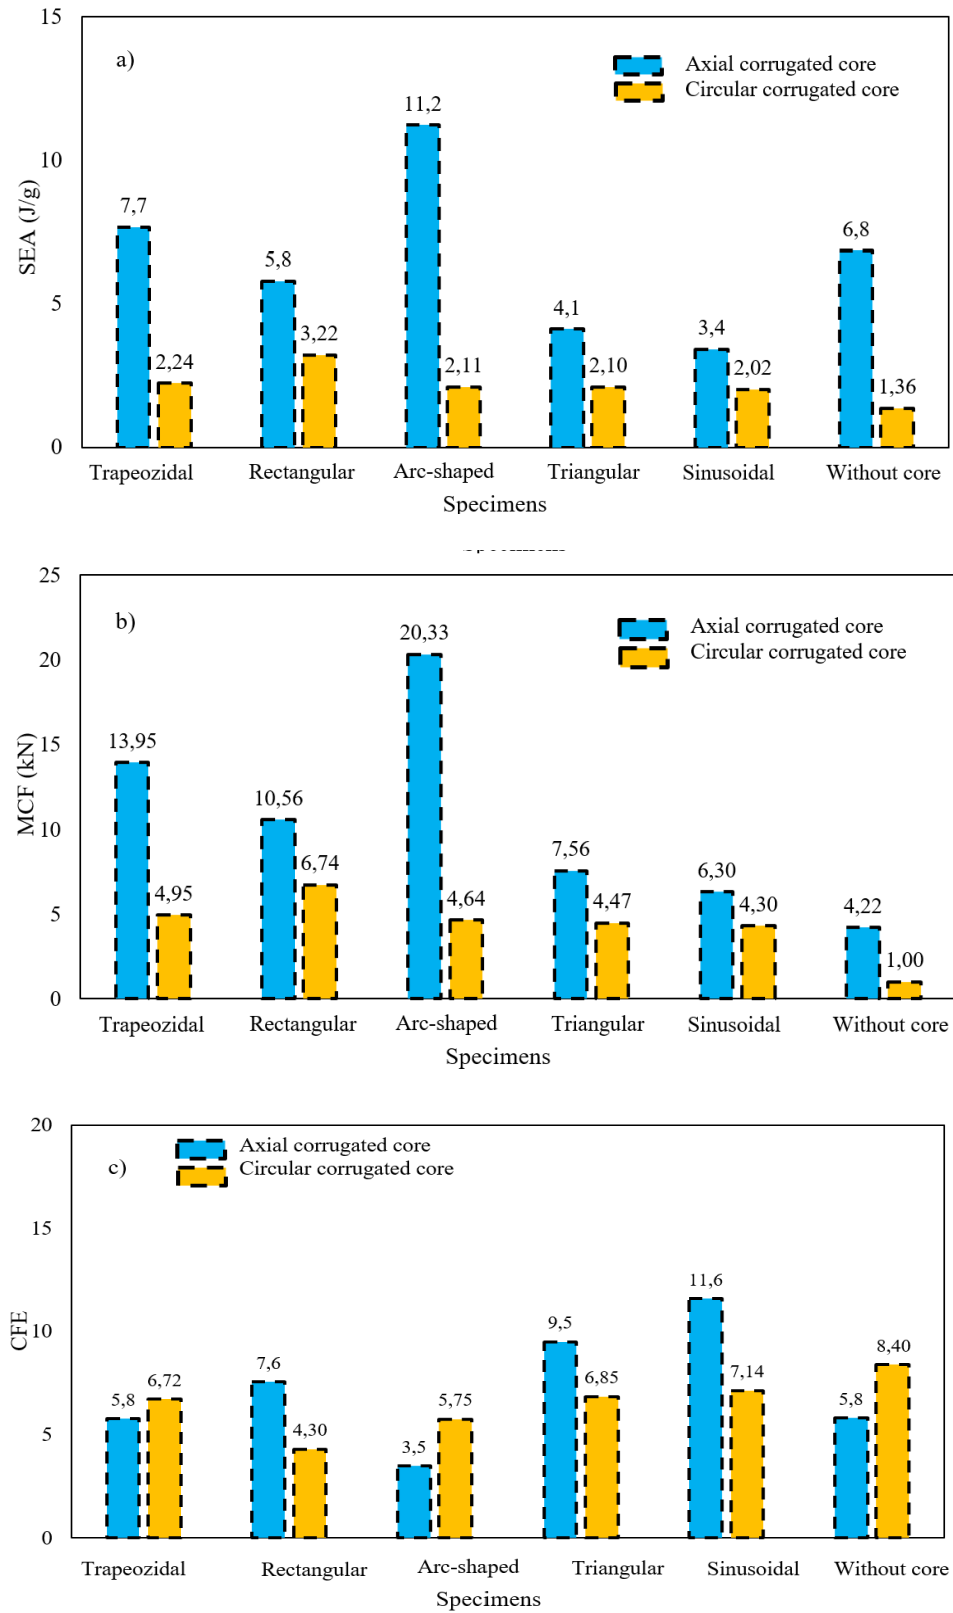 15
a)
Axial corrugated core
Circular corrugated core
11,2
10
SEA (J/g)
7,7
5,8
6,8
5
4,1
3,4
3,22
2,24
2,11
2,10
2,02
1,36
0
Trapeozidal Rectangular Arc-shaped Triangular Sinusoidal Without core
Specimens
25
b)
Axial corrugated core
Circular corrugated core
20,33
20
MCF (kN)
15
13,95
10,56
10
7,56
6,74
6,30
5
4,95
4,64
4,47
4,30
4,22
1,00
0
Trapeozidal Rectangular Arc-shaped Triangular Sinusoidal Without core
Specimens
20
c)
Axial corrugated core
Circular corrugated core
15
CFE
11,6
10
9,5
8,40
7,6
7,14
6,85
6,72
5,8
5,75
5,8
5
4,30
3,5
0
Trapeozidal Rectangular Arc-shaped Triangular Sinusoidal Without core
Specimens